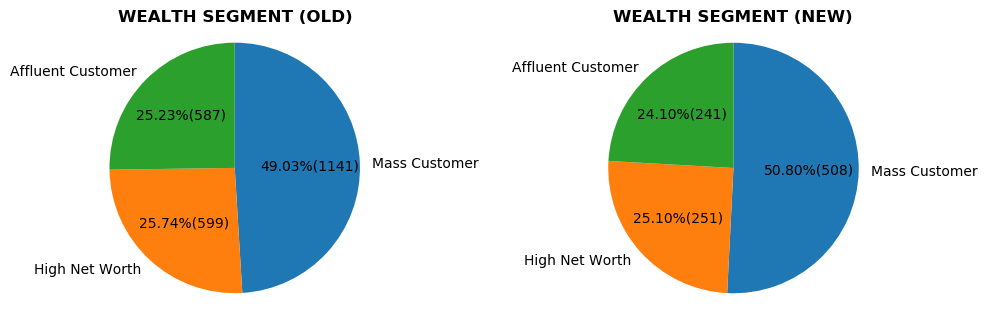 WEALTH SEGMENT (OLD)
Affluent Customer
25.23%(587)
49.03%(1141)
Mass Customer
25.74%(599)
High Net Worth
WEALTH SEGMENT (NEW)
Affluent Customer
24.10%(241)
50.80%(508)
Mass Customer
25.10%(251)
High Net Worth